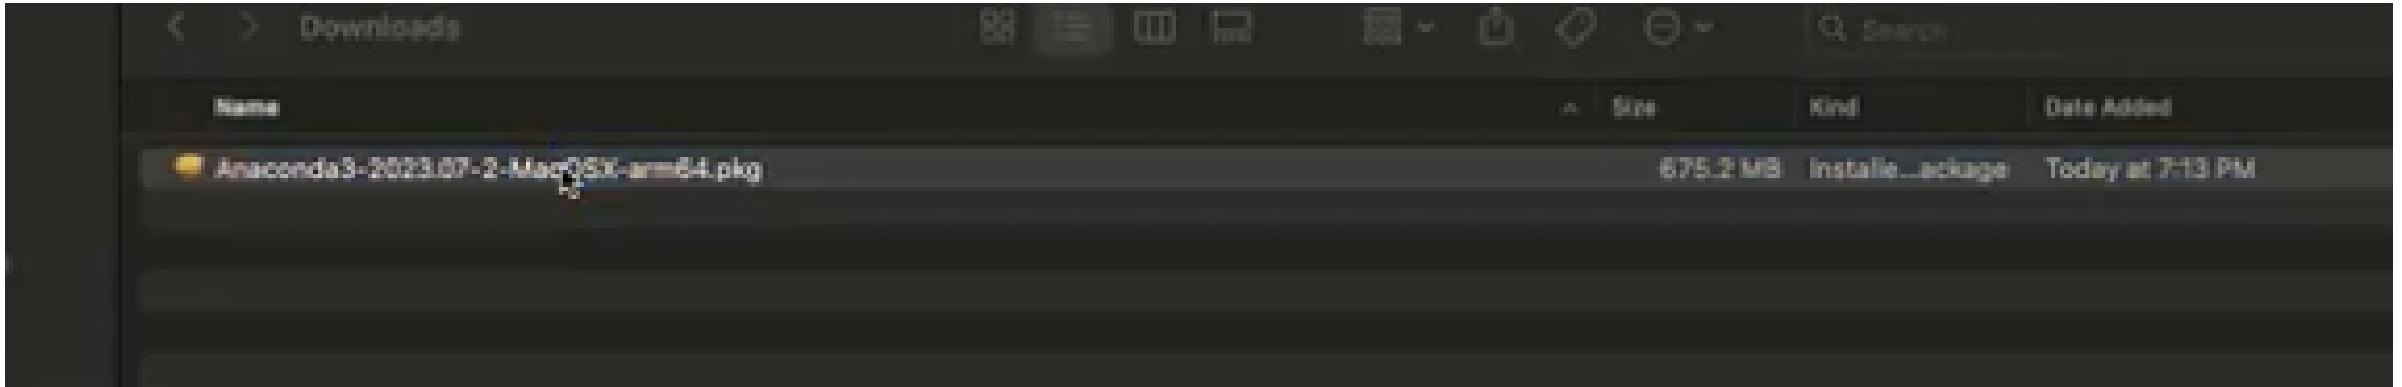 Downloads Search
Name Size Kind Date Added
Anaconda3-2023.07-2-MacOSX-arm64.pkg 675.2 MB Installe...ackage Today at 7:13 PM